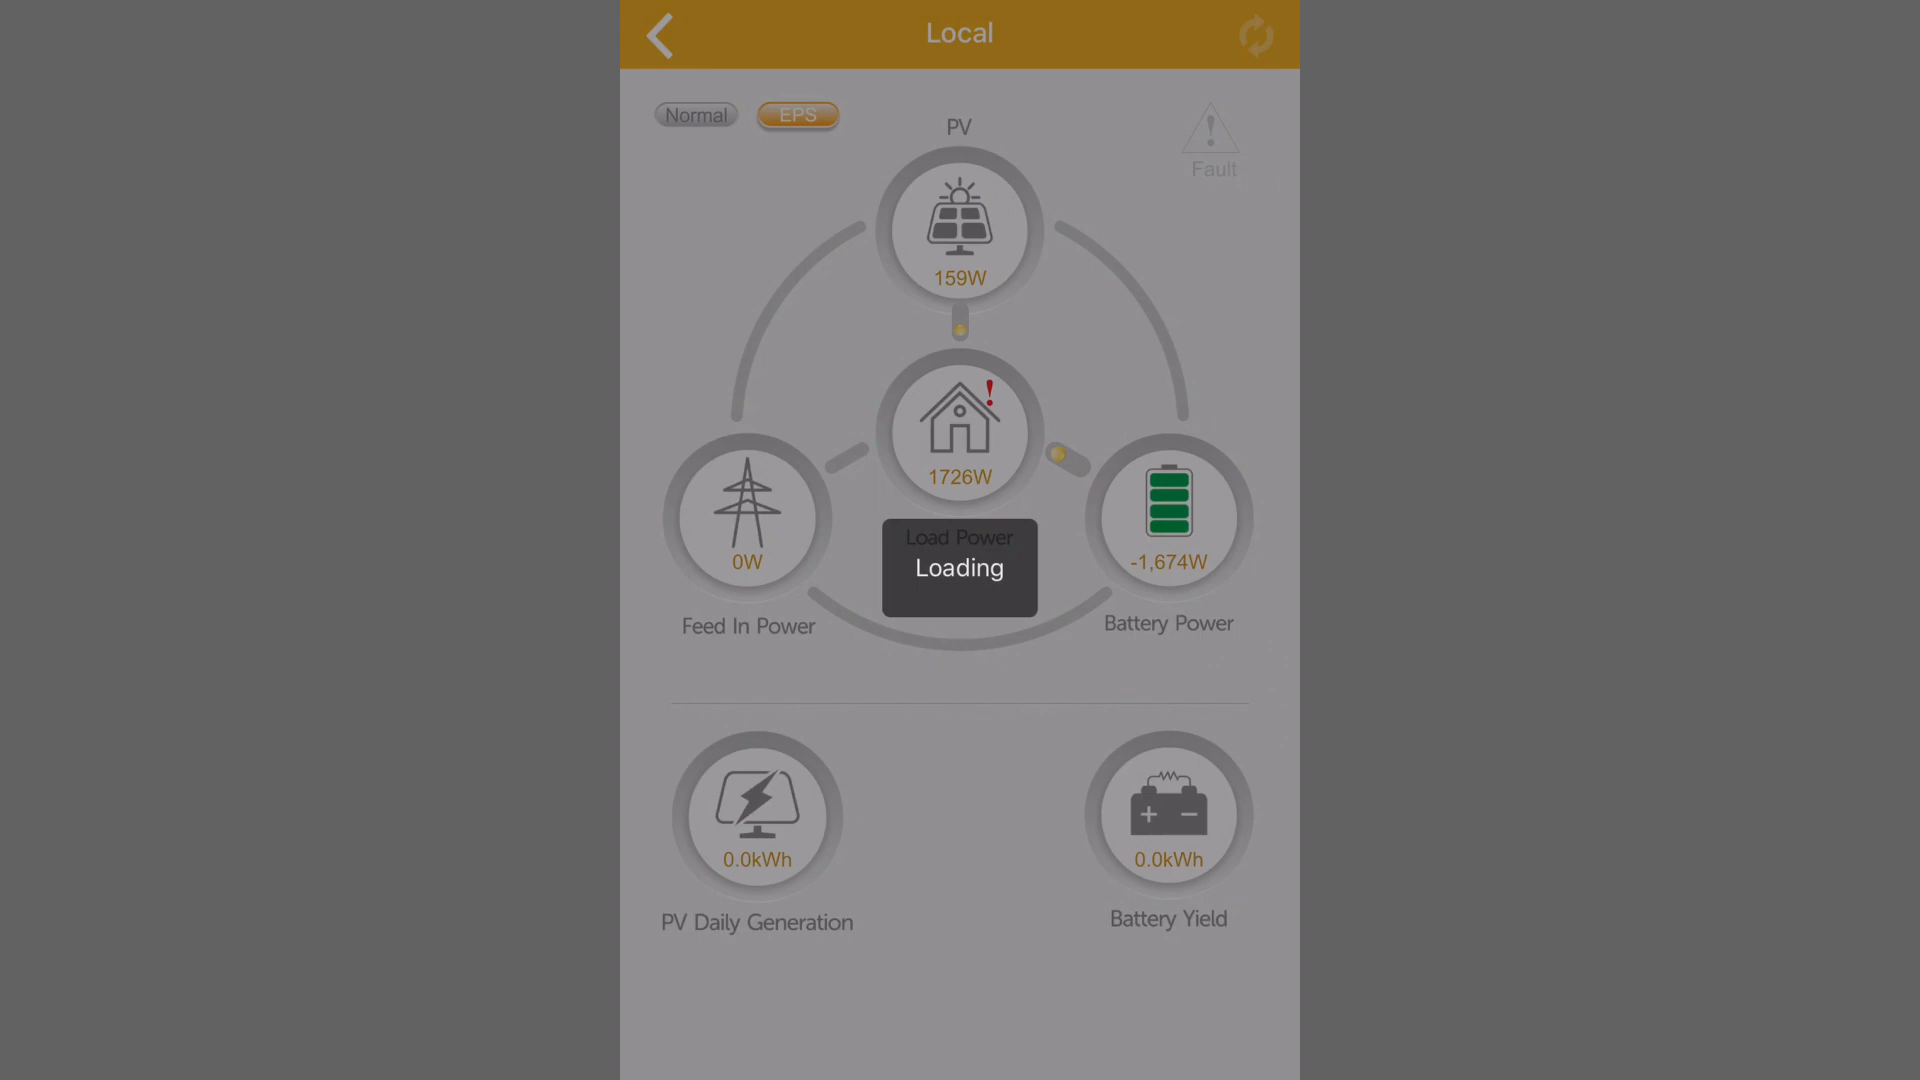 Local
Normal
EPS
PV
Fault
159W
!
1726W
Load Power
Loading
0W
-1,674W
Feed In Power
Battery Power
0.0kWh
0.0kWh
PV Daily Generation
Battery Yield